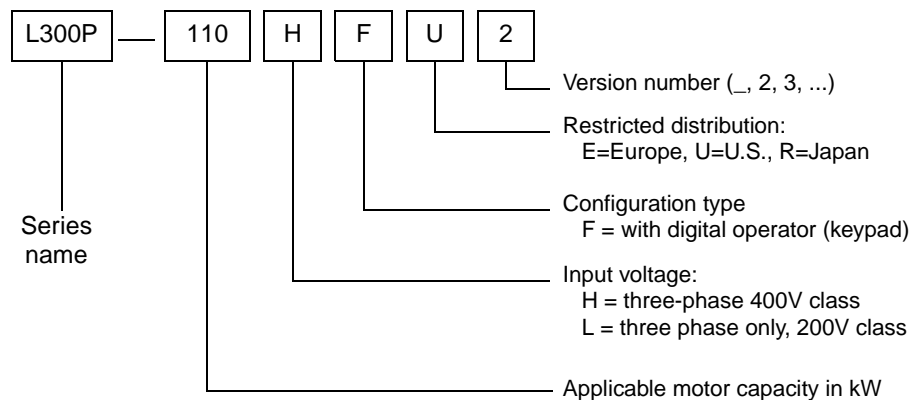 L300P — 110 H F U 2
Version number (_, 2, 3, ...)
Restricted distribution:
E=Europe, U=U.S., R=Japan
Configuration type
F = with digital operator (keypad)
Series
name
Input voltage:
H = three-phase 400V class
L = three phase only, 200V class
Applicable motor capacity in kW